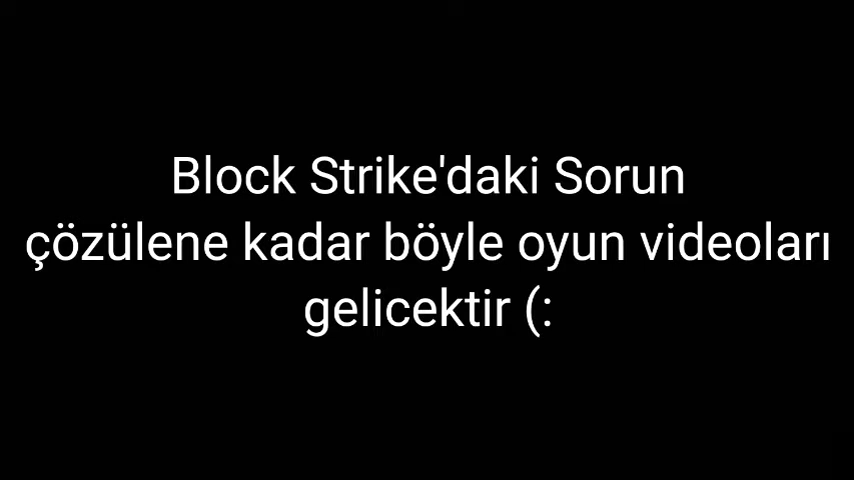 Block Strike'daki Sorun
çözülene kadar böyle oyun videoları
gelicektir (: